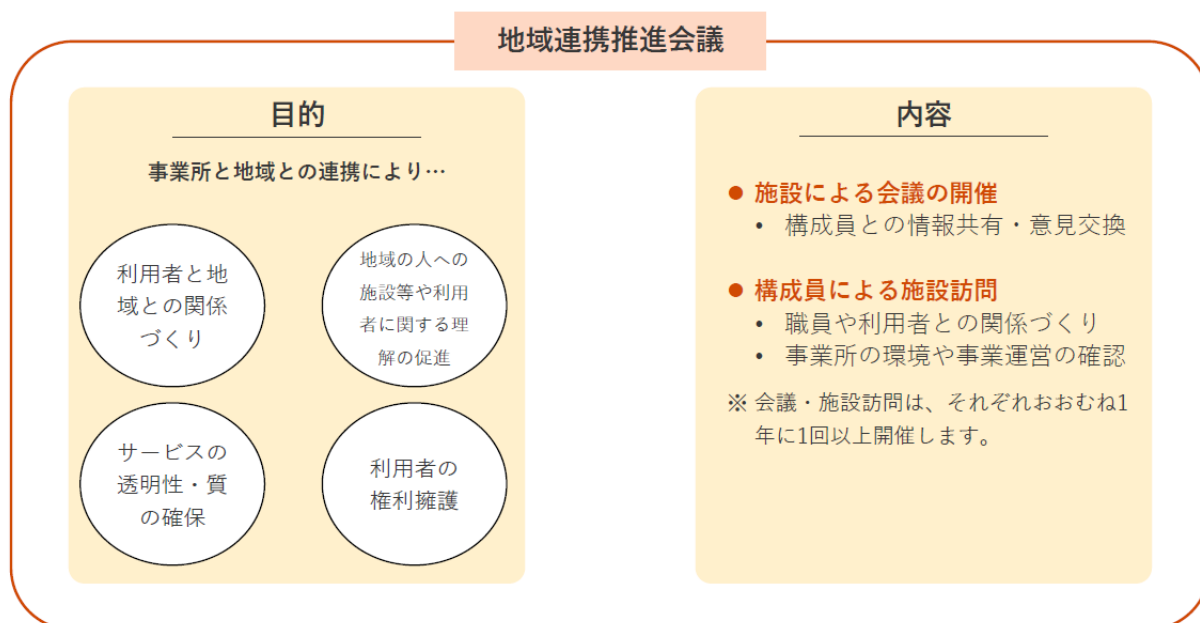 地域連携推進会議
目的
事業所と地域との連携により…
利用者と地
域との関係
づくり
地域の人への
施設等や利用
者に関する理
解の促進
サービスの
透明性・質
の確保
利用者の
権利擁護
内容
● 施設による会議の開催
• 構成員との情報共有・意見交換
● 構成員による施設訪問
• 職員や利用者との関係づくり
• 事業所の環境や事業運営の確認
※ 会議・施設訪問は、それぞれおおむね1
年に1回以上開催します。